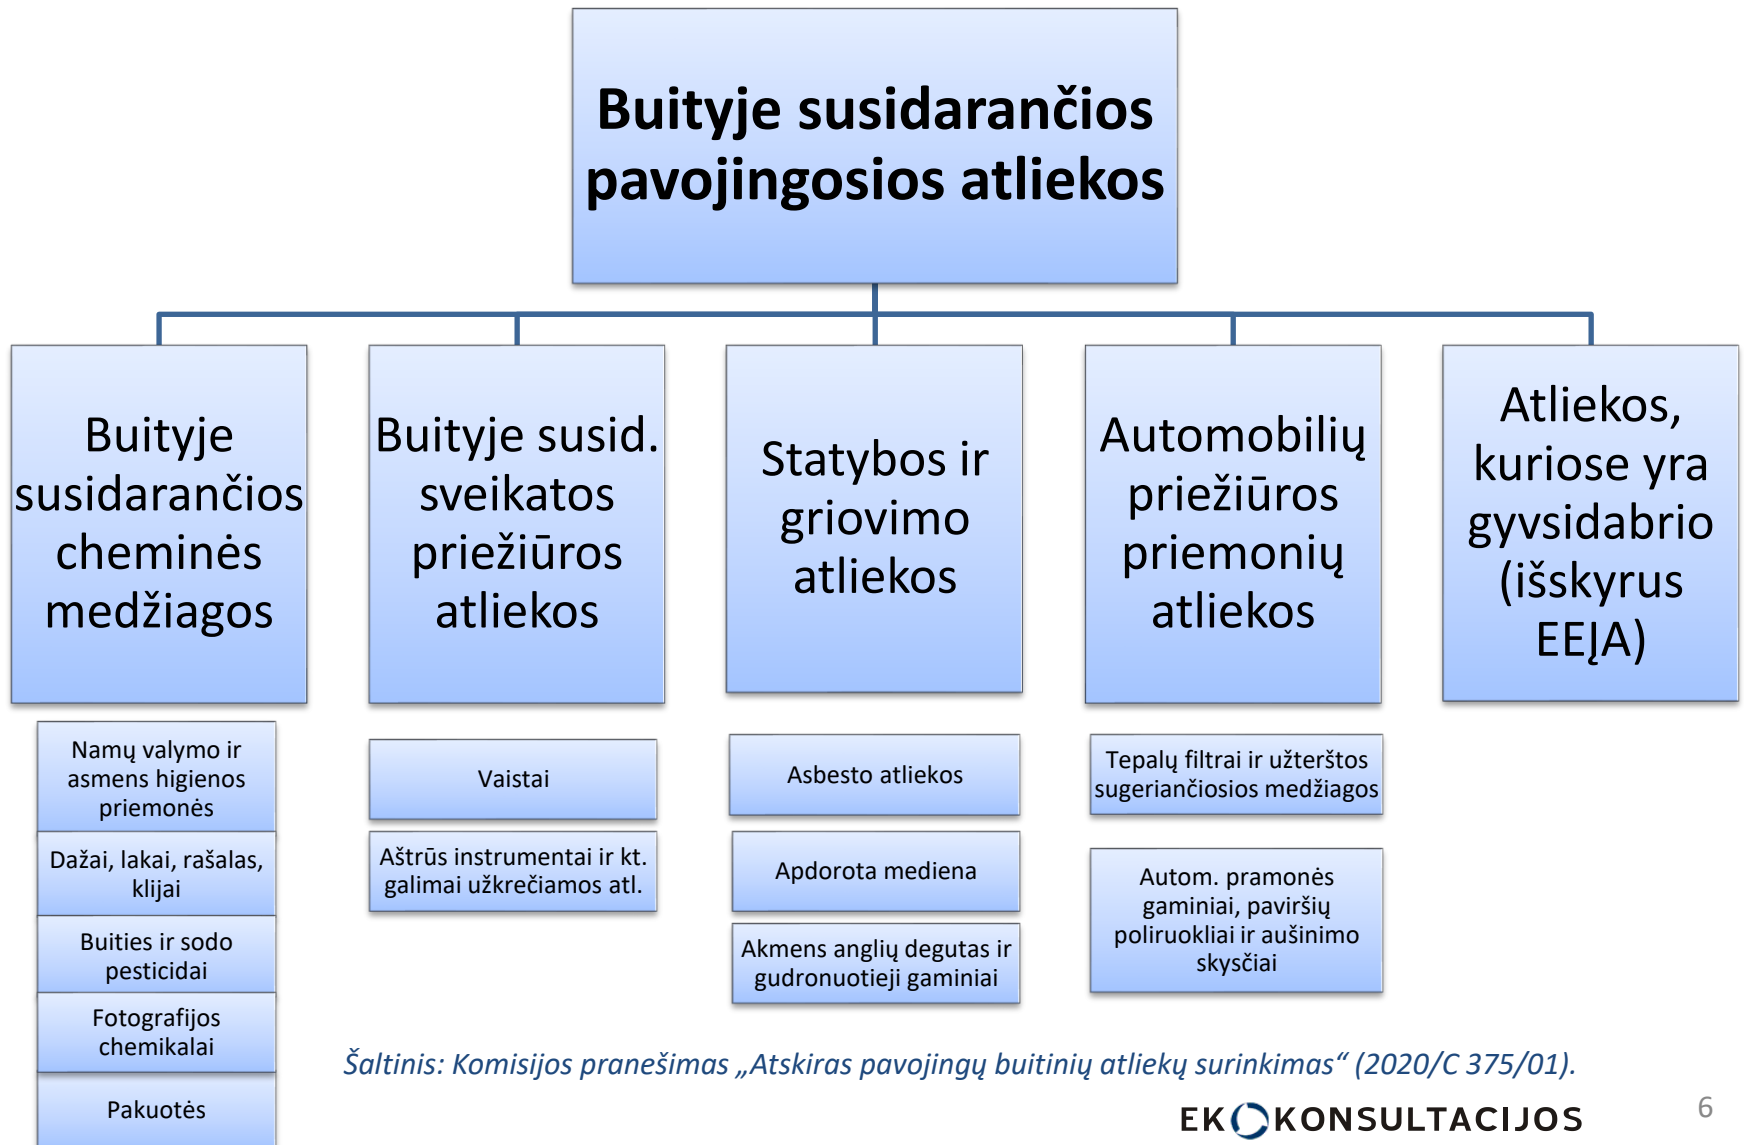 Buityje susidarančios
pavojingosios atliekos
Buityje
susidarančios
cheminės
medžiagos
Buityje susid.
sveikatos
priežiūros
atliekos
Statybos ir
griovimo
atliekos
Automobilių
priežiūros
priemonių
atliekos
Atliekos,
kuriose yra
gyvsidabrio
(išskyrus
EEĮA)
Namų valymo ir
asmens higienos
priemonės
Dažai, lakai, rašalas,
klijai
Buities ir sodo
pesticidai
Fotografijos
chemikalai
Pakuotės
Vaistai
Aštrūs instrumentai ir kt.
galimai užkrečiamos atl.
Asbesto atliekos
Apdorota mediena
Akmens anglių degutas ir
gudronuotieji gaminiai
Tepalų filtrai ir užterštos
sugeriančiosios medžiagos
Autom. pramonės
gaminiai, paviršių
poliruokliai ir aušinimo
skysčiai
Šaltinis: Komisijos pranešimas „Atskiras pavojingų buitinių atliekų surinkimas“ (2020/C 375/01).
EKOKONSULTACIJOS
6